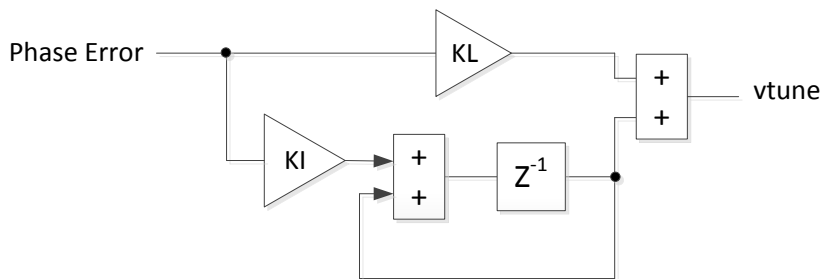 Phase Error
KL
+
+
vtune
KI
+
+
Z⁻¹